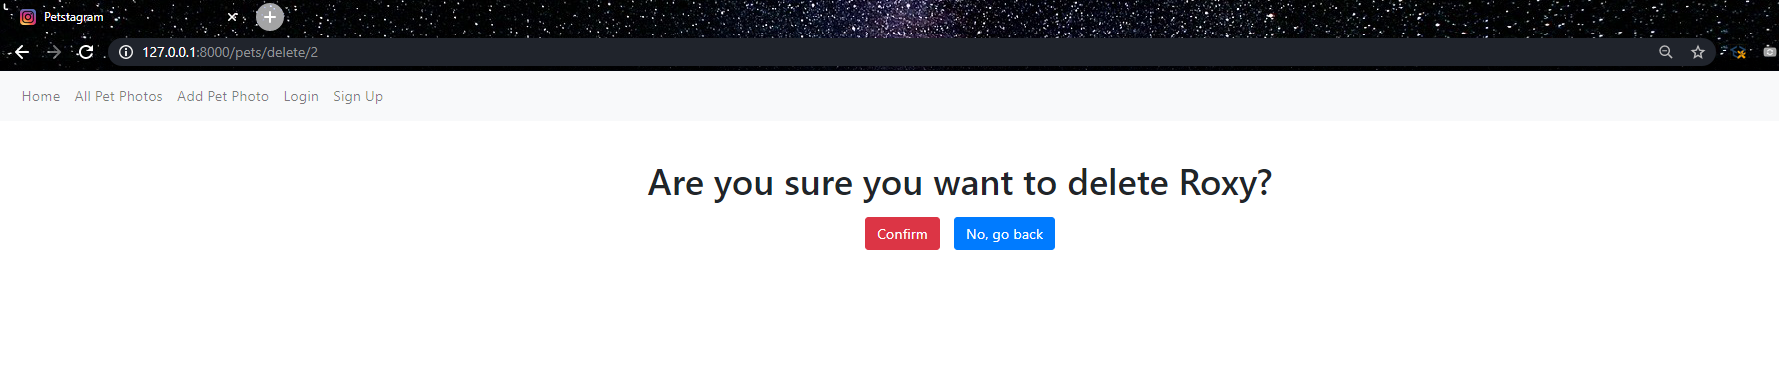 Petstagram
127.0.0.1:8000/pets/delete/2
Home All Pet Photos Add Pet Photo Login Sign Up
Are you sure you want to delete Roxy?
Confirm No, go back